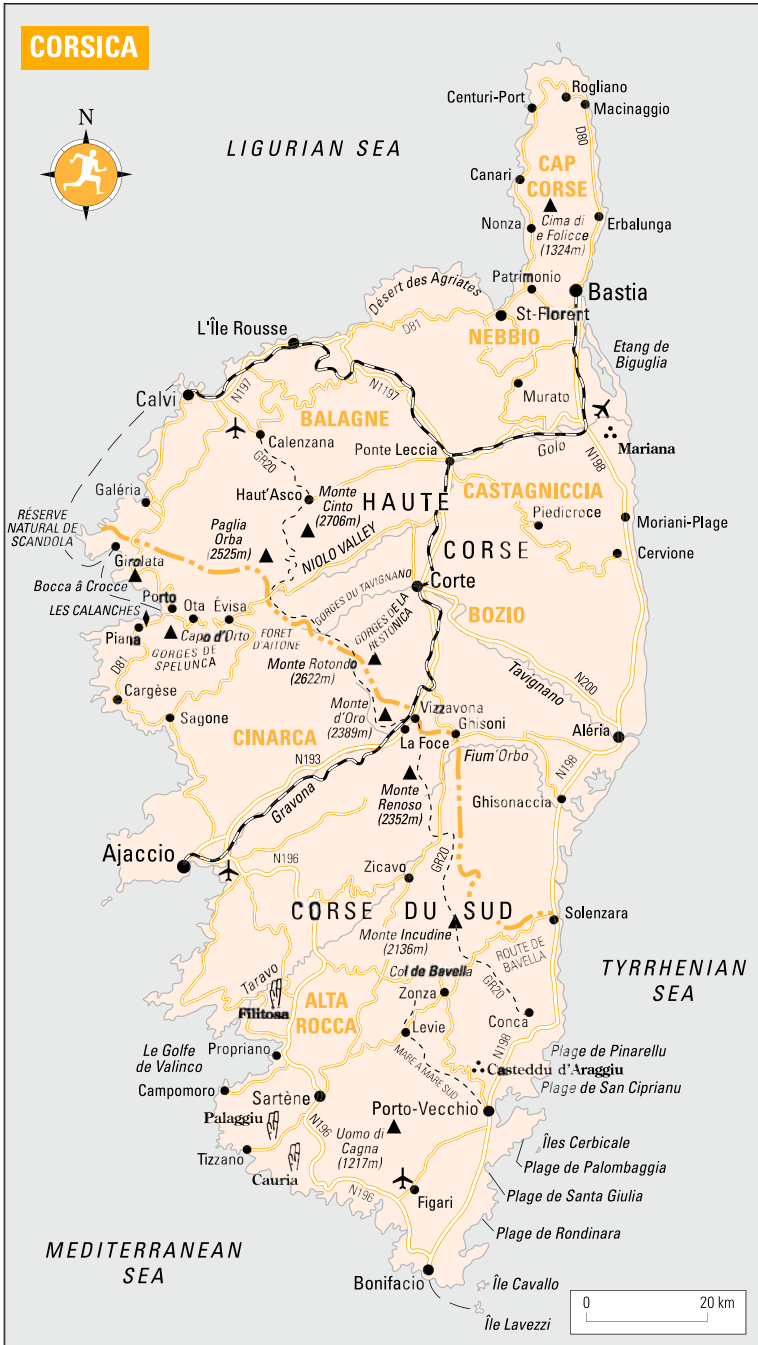 CORSICA
N
LIGURIAN SEA
Centuri-Port
Rogliano
Macinaggio
D80
CAP
CORSE
Canari
Nonza
Cima di
e Folicce
(1324m)
Erbalunga
Patrimonio
Bastia
Désert des Agriates
St-Florent
D81
NEBBIO
L'Île Rousse
Etang de
Biguglia
Calvi
N197
N1197
Murato
BALAGNE
Calenzana
GR20
Ponte Leccia
Golo
N198
Mariana
Galéria
Haut'Asco
Monte
Cinto
(2706m)
HAUTE
CORSE
CASTAGNICCIA
Piedicroce
Moriani-Plage
Cervione
RÉSERVE
NATURAL DE
SCANDOLA
Paglia
Orba
(2525m)
NIOLO VALLEY
Girolata
Bocca â Crocce
Porto
LES CALANCHES
Ota
Évisa
Piana
Capo d'Orto
GORGES DE
SPELUNCA
FORET
D'AITONE
GORGES DU TAVIGNANO
GORGES DE LA
RESTONICA
Corte
BOZIO
Tavignano
N200
D81
Monte Rotondo
(2622m)
Cargèse
Sagone
Monte
d'Oro
(2389m)
Vizzavona
La Foce
Ghisoni
Aléria
CINARCA
N193
Gravona
Fium'Orbo
N198
Monte
Renoso
(2352m)
Ghisonaccia
Ajaccio
N196
Zicavo
GR20
CORSE DU SUD
Monte Incudine
(2136m)
Solenzara
ROUTE DE
BAVELLA
TYRRHENIAN
SEA
Taravo
Filitosa
ALTA
ROCCA
Col de Bavella
Zonza
GR20
Levie
Conca
N198
Le Golfe
de Valinco
Propriano
MARE A MARE SUD
Plage de Pinarellu
Casteddu d'Araggiu
Plage de San Ciprianu
Campomoro
Sartène
Porto-Vecchio
Palaggiu
N196
Uomo di
Cagna
(1217m)
Îles Cerbicale
Tizzano
Cauria
Plage de Palombaggia
N196
Figari
Plage de Santa Giulia
Plage de Rondinara
MEDITERRANEAN
SEA
Bonifacio
Île Cavallo
Île Lavezzi
0 20 km